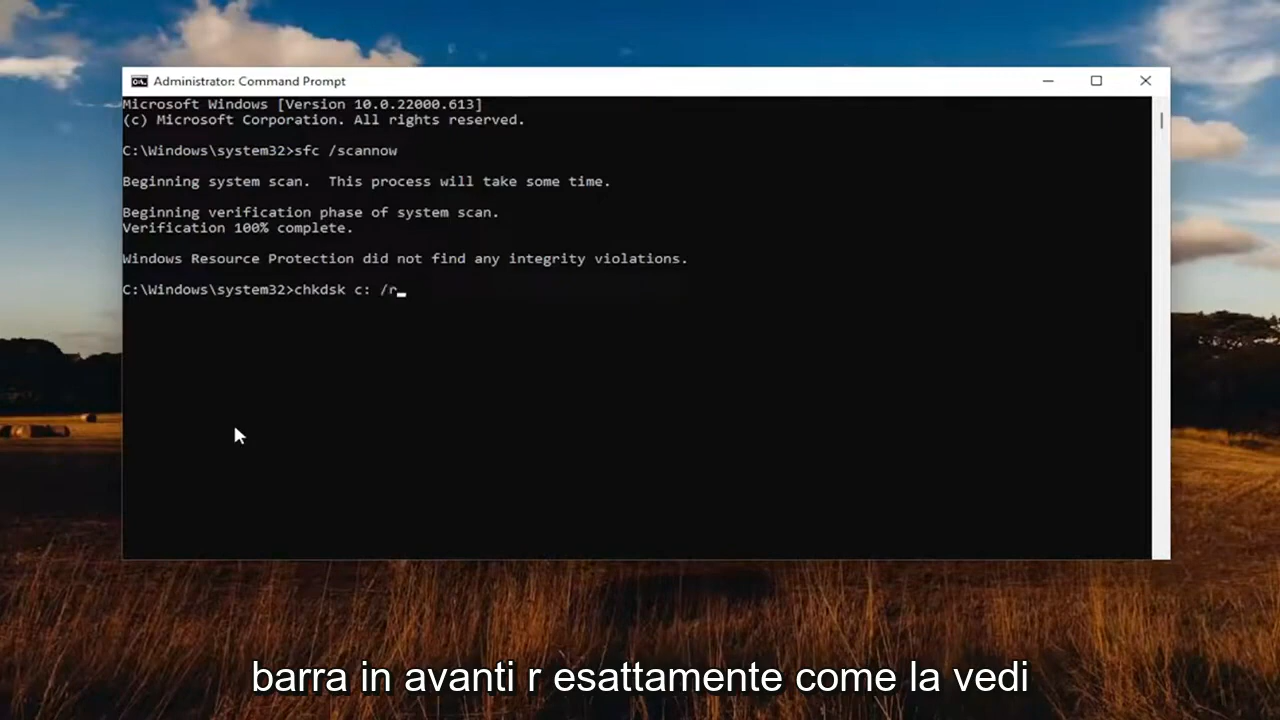 Administrator: Command Prompt
Microsoft Windows [Version 10.0.22000.613]
(c) Microsoft Corporation. All rights reserved.
C:\Windows\system32>sfc /scannow
Beginning system scan.  This process will take some time.
Beginning verification phase of system scan.
Verification 100% complete.
Windows Resource Protection did not find any integrity violations.
C:\Windows\system32>chkdsk c: /r_
barra in avanti r esattamente come la vedi